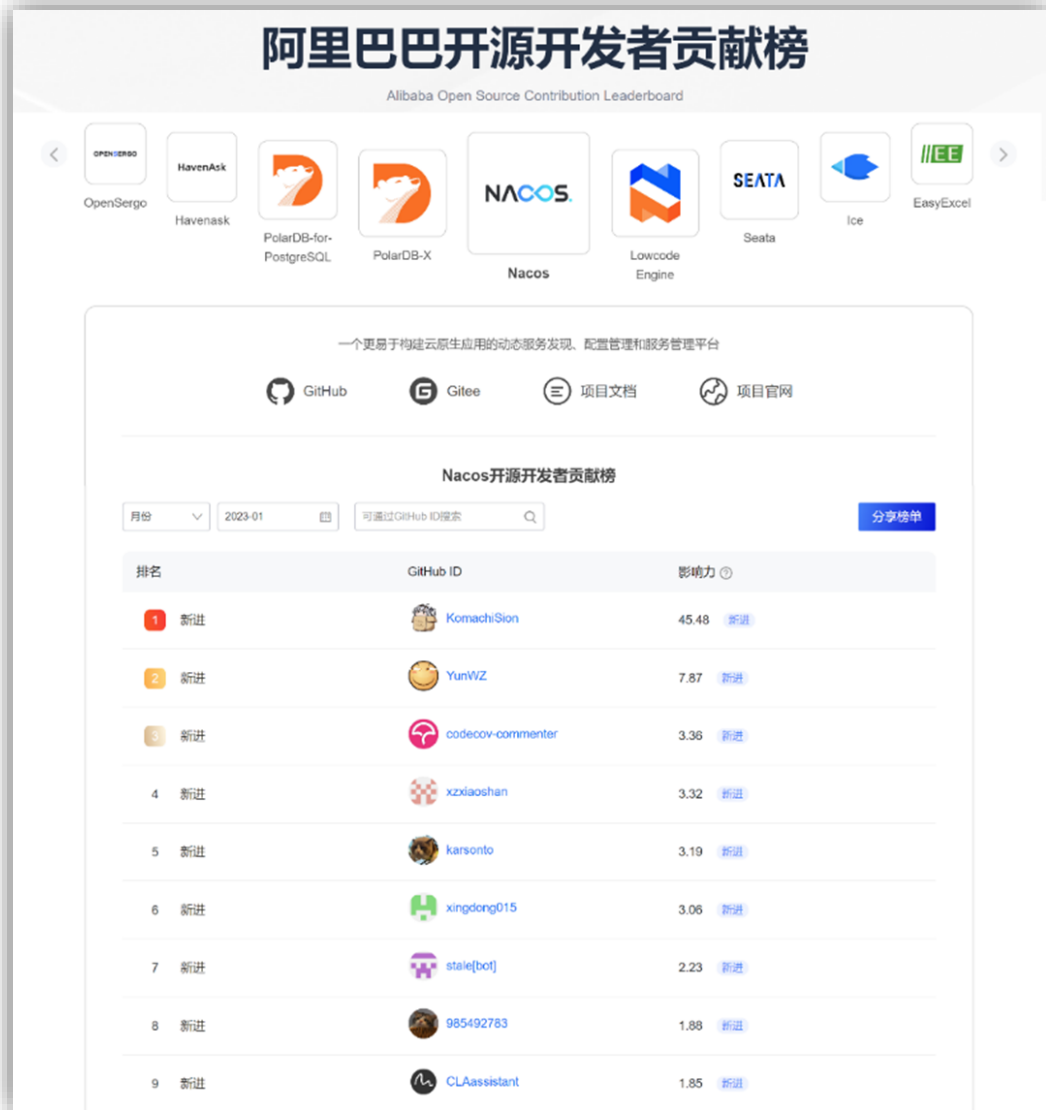 阿里巴巴开源开发者贡献榜
Alibaba Open Source Contribution Leaderboard
OPENSERGO
HavenAsk
NACOS.
SEATA
EE
OpenSergo
Havenask
PolarDB-for-
PostgreSQL
PolarDB-X
Nacos
Lowcode
Engine
Seata
Ice
EasyExcel
一个更易于构建云原生应用的动态服务发现、配置管理和服务管理平台
GitHub
Gitee
项目文档
项目官网
Nacos开源开发者贡献榜
月份 2023-01 可通过GitHub ID搜索 分享榜单
排名 GitHub ID 影响力 ?
1 新进 KomachiSion 45.48 新进
2 新进 YunWZ 7.87 新进
3 新进 codecov-commenter 3.36 新进
4 新进 xzxiaoshan 3.32 新进
5 新进 karsonto 3.19 新进
6 新进 xingdong015 3.06 新进
7 新进 stale[bot] 2.23 新进
8 新进 985492783 1.88 新进
9 新进 CLAassistant 1.85 新进